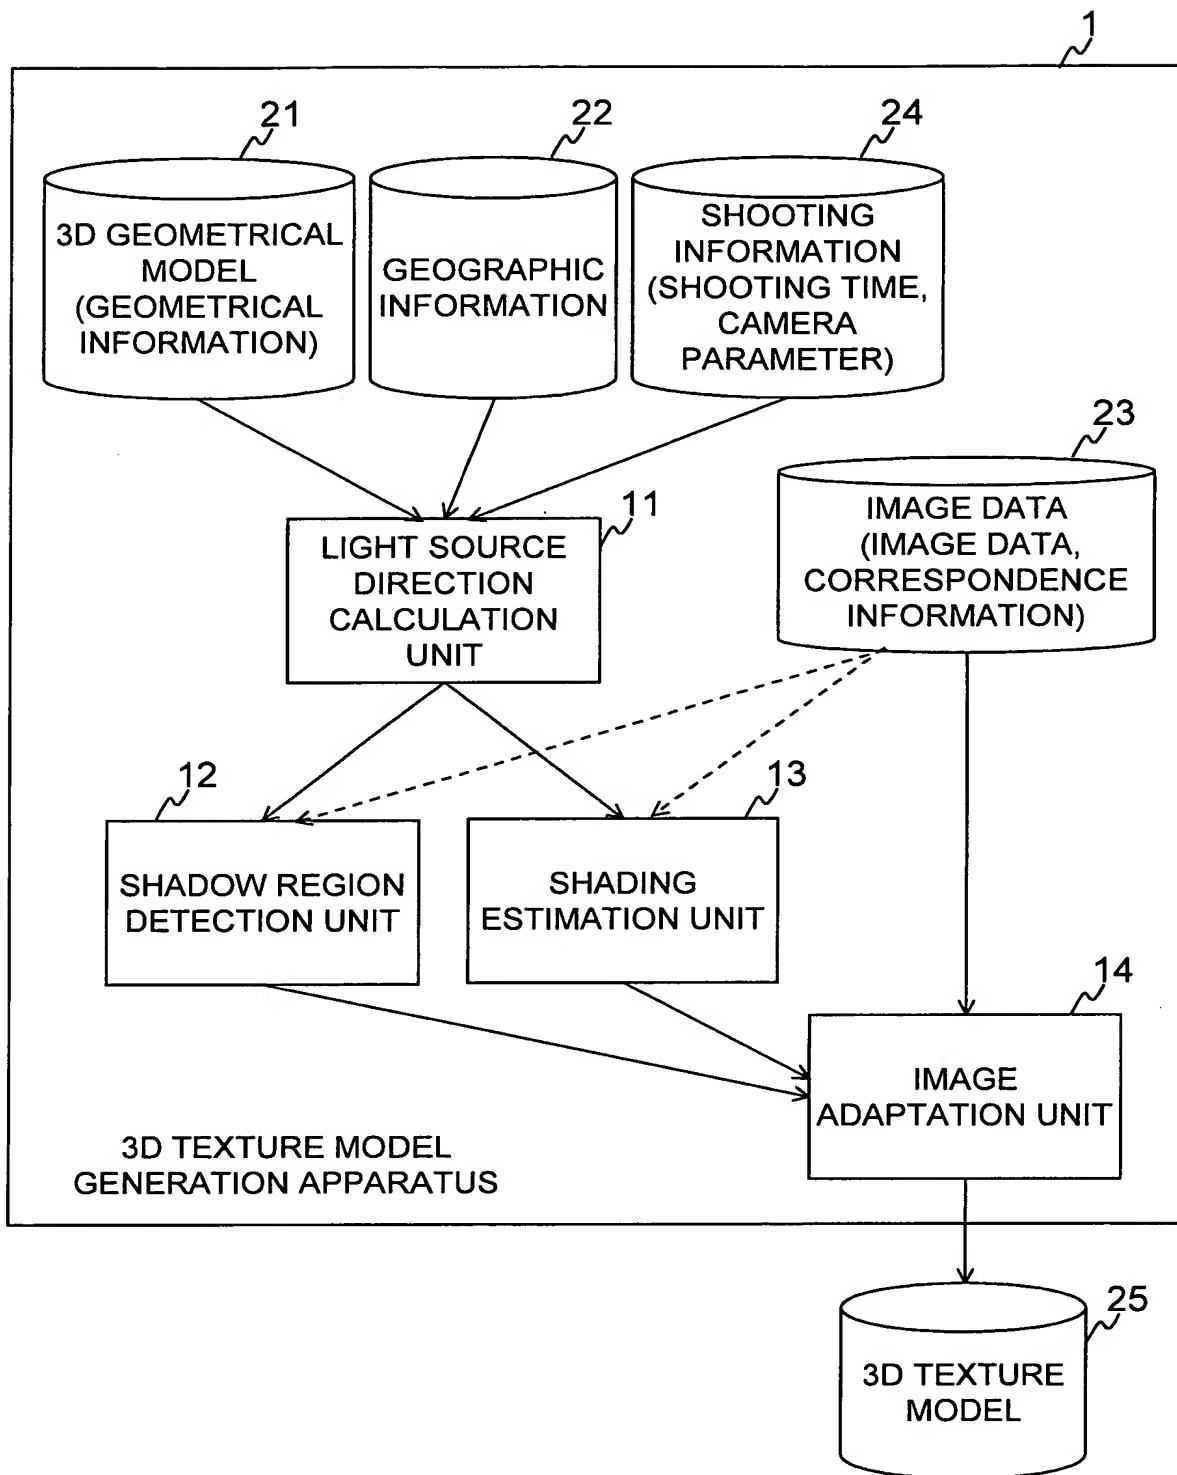 1
21
22
24
3D GEOMETRICAL
MODEL
(GEOMETRICAL
INFORMATION)
GEOGRAPHIC
INFORMATION
SHOOTING
INFORMATION
(SHOOTING TIME,
CAMERA
PARAMETER)
23
IMAGE DATA
(IMAGE DATA,
CORRESPONDENCE
INFORMATION)
11
LIGHT SOURCE
DIRECTION
CALCULATION
UNIT
12
SHADOW REGION
DETECTION UNIT
13
SHADING
ESTIMATION UNIT
14
IMAGE
ADAPTATION UNIT
3D TEXTURE MODEL
GENERATION APPARATUS
25
3D TEXTURE
MODEL